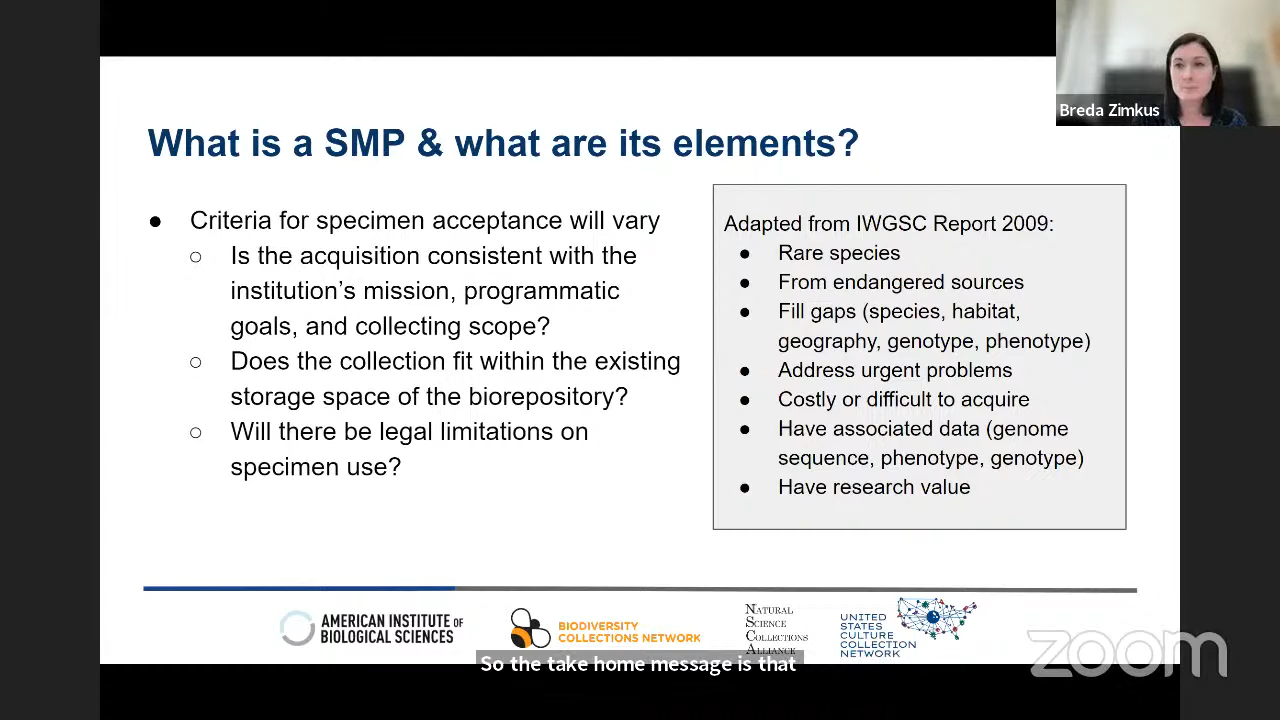 Breda Zimkus
What is a SMP & what are its elements?
● Criteria for specimen acceptance will vary
○ Is the acquisition consistent with the
institution's mission, programmatic
goals, and collecting scope?
○ Does the collection fit within the existing
storage space of the biorepository?
○ Will there be legal limitations on
specimen use?
Adapted from IWGSC Report 2009:
● Rare species
● From endangered sources
● Fill gaps (species, habitat,
geography, genotype, phenotype)
● Address urgent problems
● Costly or difficult to acquire
● Have associated data (genome
sequence, phenotype, genotype)
● Have research value
AMERICAN INSTITUTE of
BIOLOGICAL SCIENCES
BIODIVERSITY
COLLECTIONS NETWORK
NATURAL
SCIENCE
COLLECTIONS
ALLIANCE
UNITED
STATES
CULTURE
COLLECTION
NETWORK
So the take home message is that
zoom